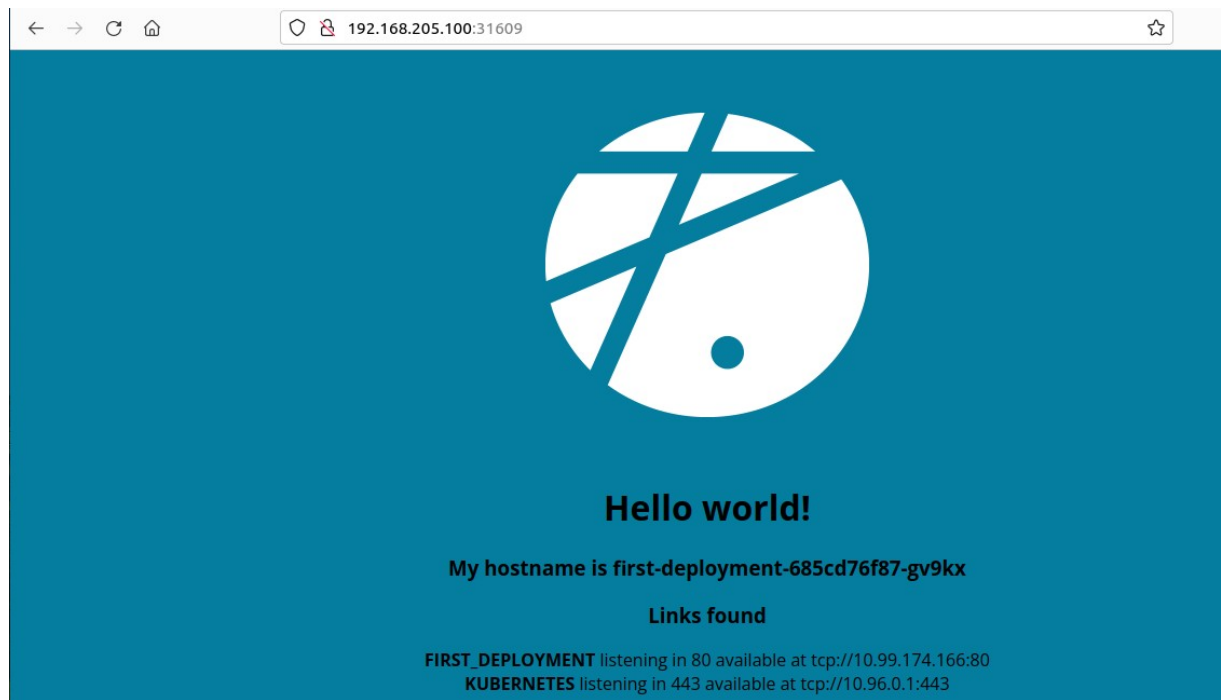 192.168.205.100:31609
Hello world!
My hostname is first-deployment-685cd76f87-gv9kx
Links found
FIRST_DEPLOYMENT listening in 80 available at tcp://10.99.174.166:80
KUBERNETES listening in 443 available at tcp://10.96.0.1:443